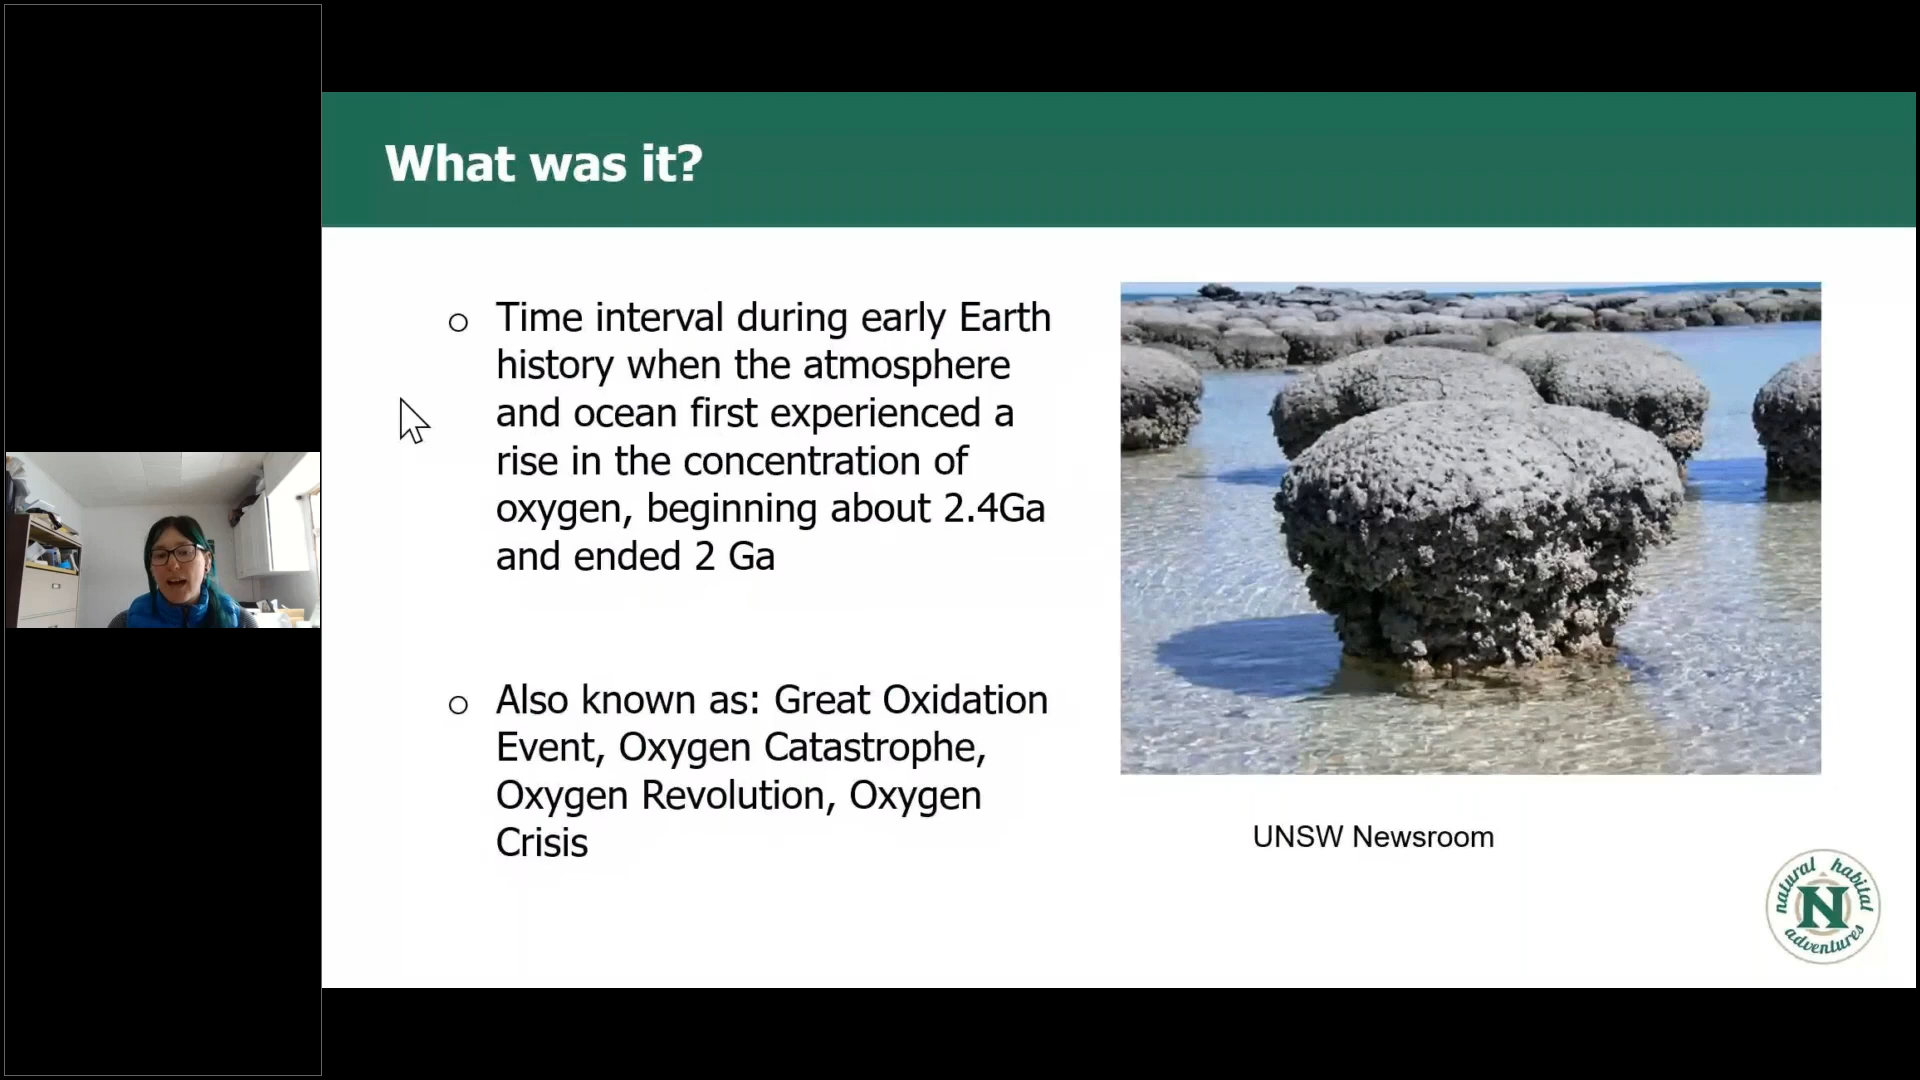 What was it?
Time interval during early Earth
history when the atmosphere
and ocean first experienced a
rise in the concentration of
oxygen, beginning about 2.4Ga
and ended 2 Ga
Also known as: Great Oxidation
Event, Oxygen Catastrophe,
Oxygen Revolution, Oxygen
Crisis
UNSW Newsroom
natural habitat
N
adventures